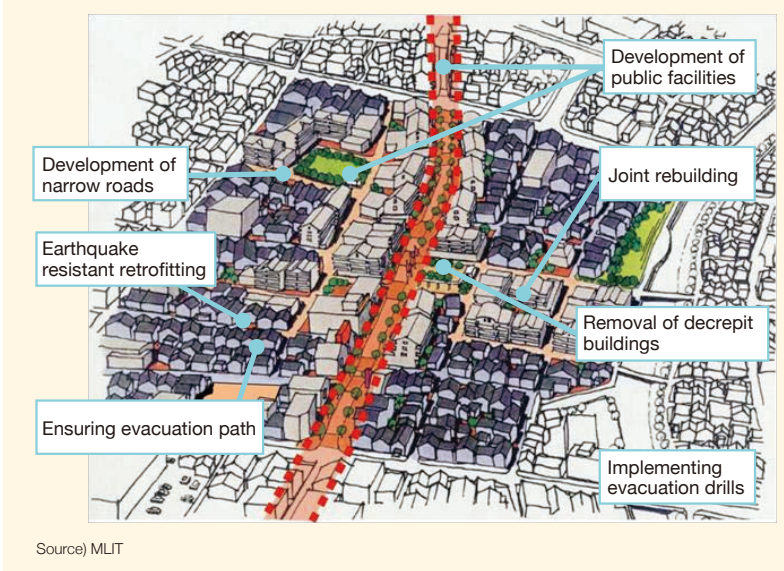 Development of
public facilities
Development of
narrow roads
Joint rebuilding
Earthquake
resistant retrofitting
Removal of decrepit
buildings
Ensuring evacuation path
Implementing
evacuation drills
Source) MLIT